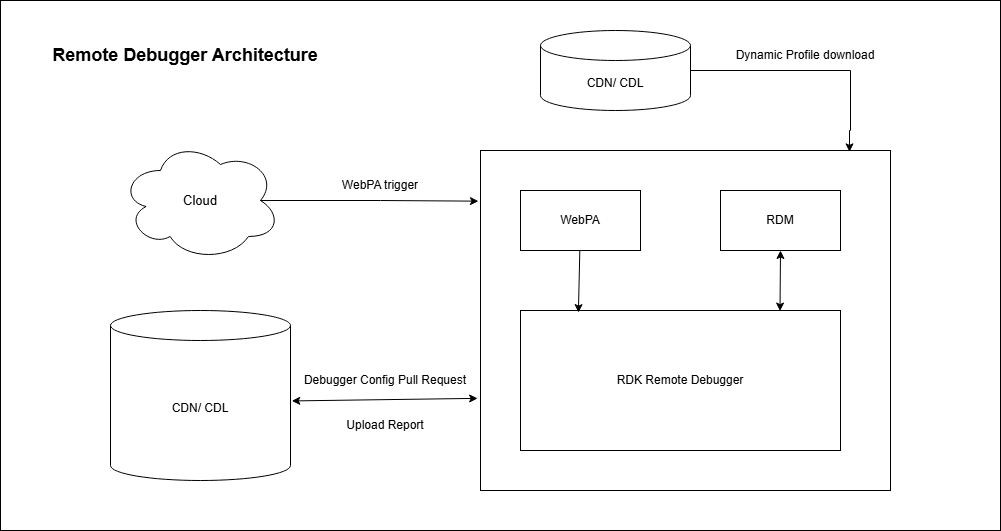 Remote Debugger Architecture
CDN/ CDL
Dynamic Profile download
Cloud
WebPA trigger
WebPA
RDM
CDN/ CDL
Debugger Config Pull Request
Upload Report
RDK Remote Debugger